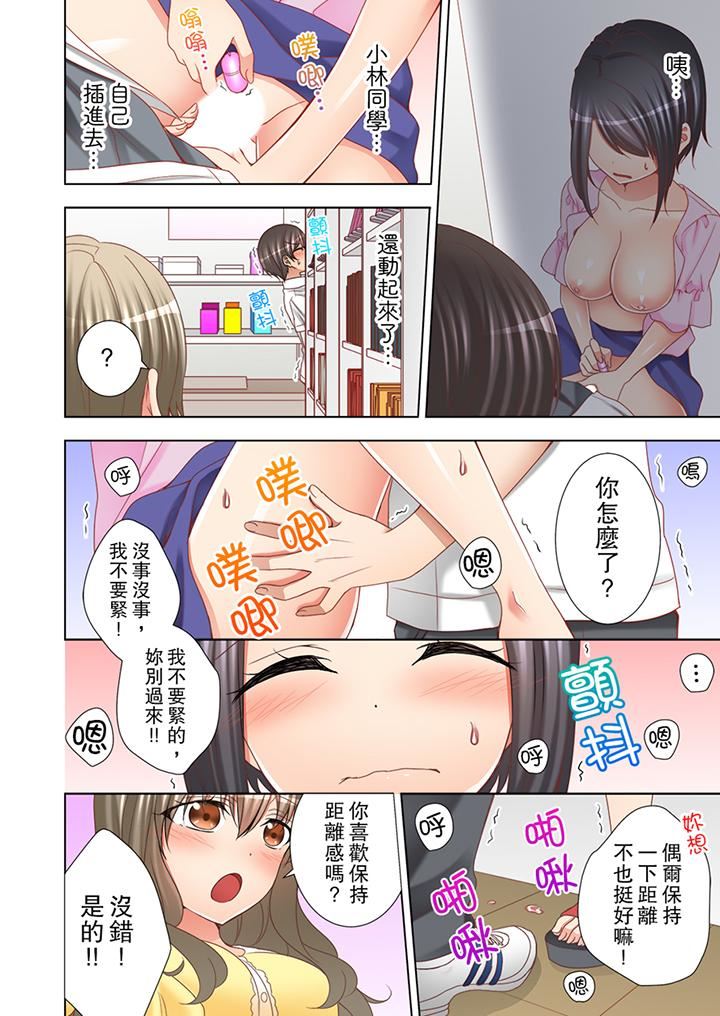 咦…
小林同學…
自己
插進去…
嗡嗡…
噗唧
還動起來了…
顫抖
顫抖
？
你怎麼了？
嗚
噗唧
噗唧
嗯
呼
沒事沒事，
我不要緊！
我不要緊的，
妳別過來！！
…
顫抖
嗯
呼
嗯
妳想
偶爾保持
一下距離
不也挺好嘛！
啪啾
啪啾
呼
嗯
你喜歡保持
距離感嗎？
沒錯！
是的！！